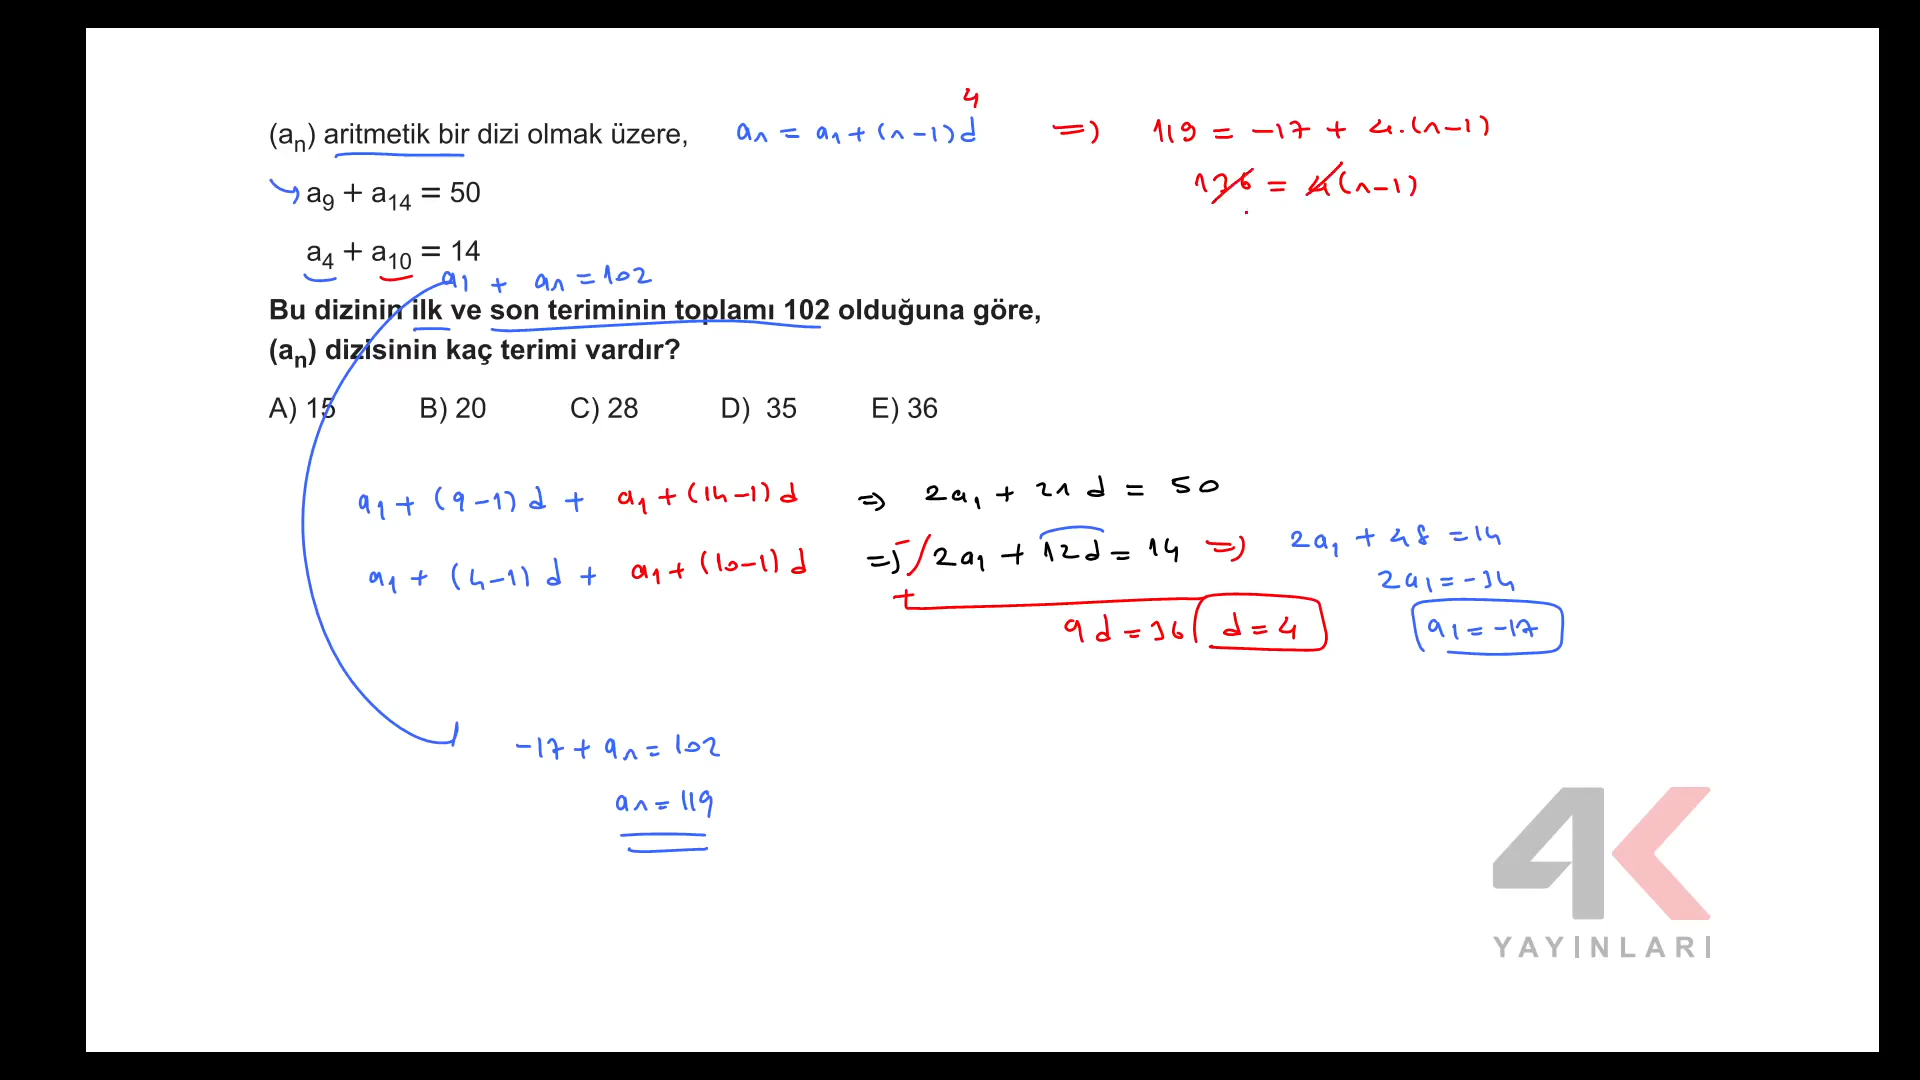 4
(aₙ) aritmetik bir dizi olmak üzere, aₙ = a₁ + (n-1)d => 119 = -17 + 4.(n-1)
a₉ + a₁₄ = 50 136 = 4(n-1)
a₄ + a₁₀ = 14
a₁ + aₙ = 102
Bu dizinin ilk ve son teriminin toplamı 102 olduğuna göre,
(aₙ) dizisinin kaç terimi vardır?
A) 15 B) 20 C) 28 D) 35 E) 36
a₁ + (9-1)d + a₁ + (14-1)d => 2a₁ + 21d = 50
a₁ + (4-1)d + a₁ + (10-1)d => -/ 2a₁ + 12d = 14 => 2a₁ + 48 = 14
2a₁ = -34
+ 9d = 36 d = 4 a₁ = -17
-17 + aₙ = 102
aₙ = 119
4K
YAYINLARI